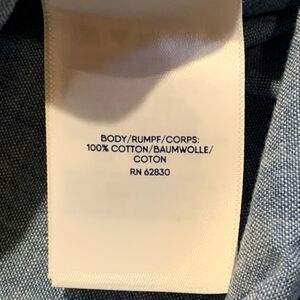 BODY/RUMPF/CORPS:
100% COTTON/BAUMWOLLE/
COTON
RN 62830